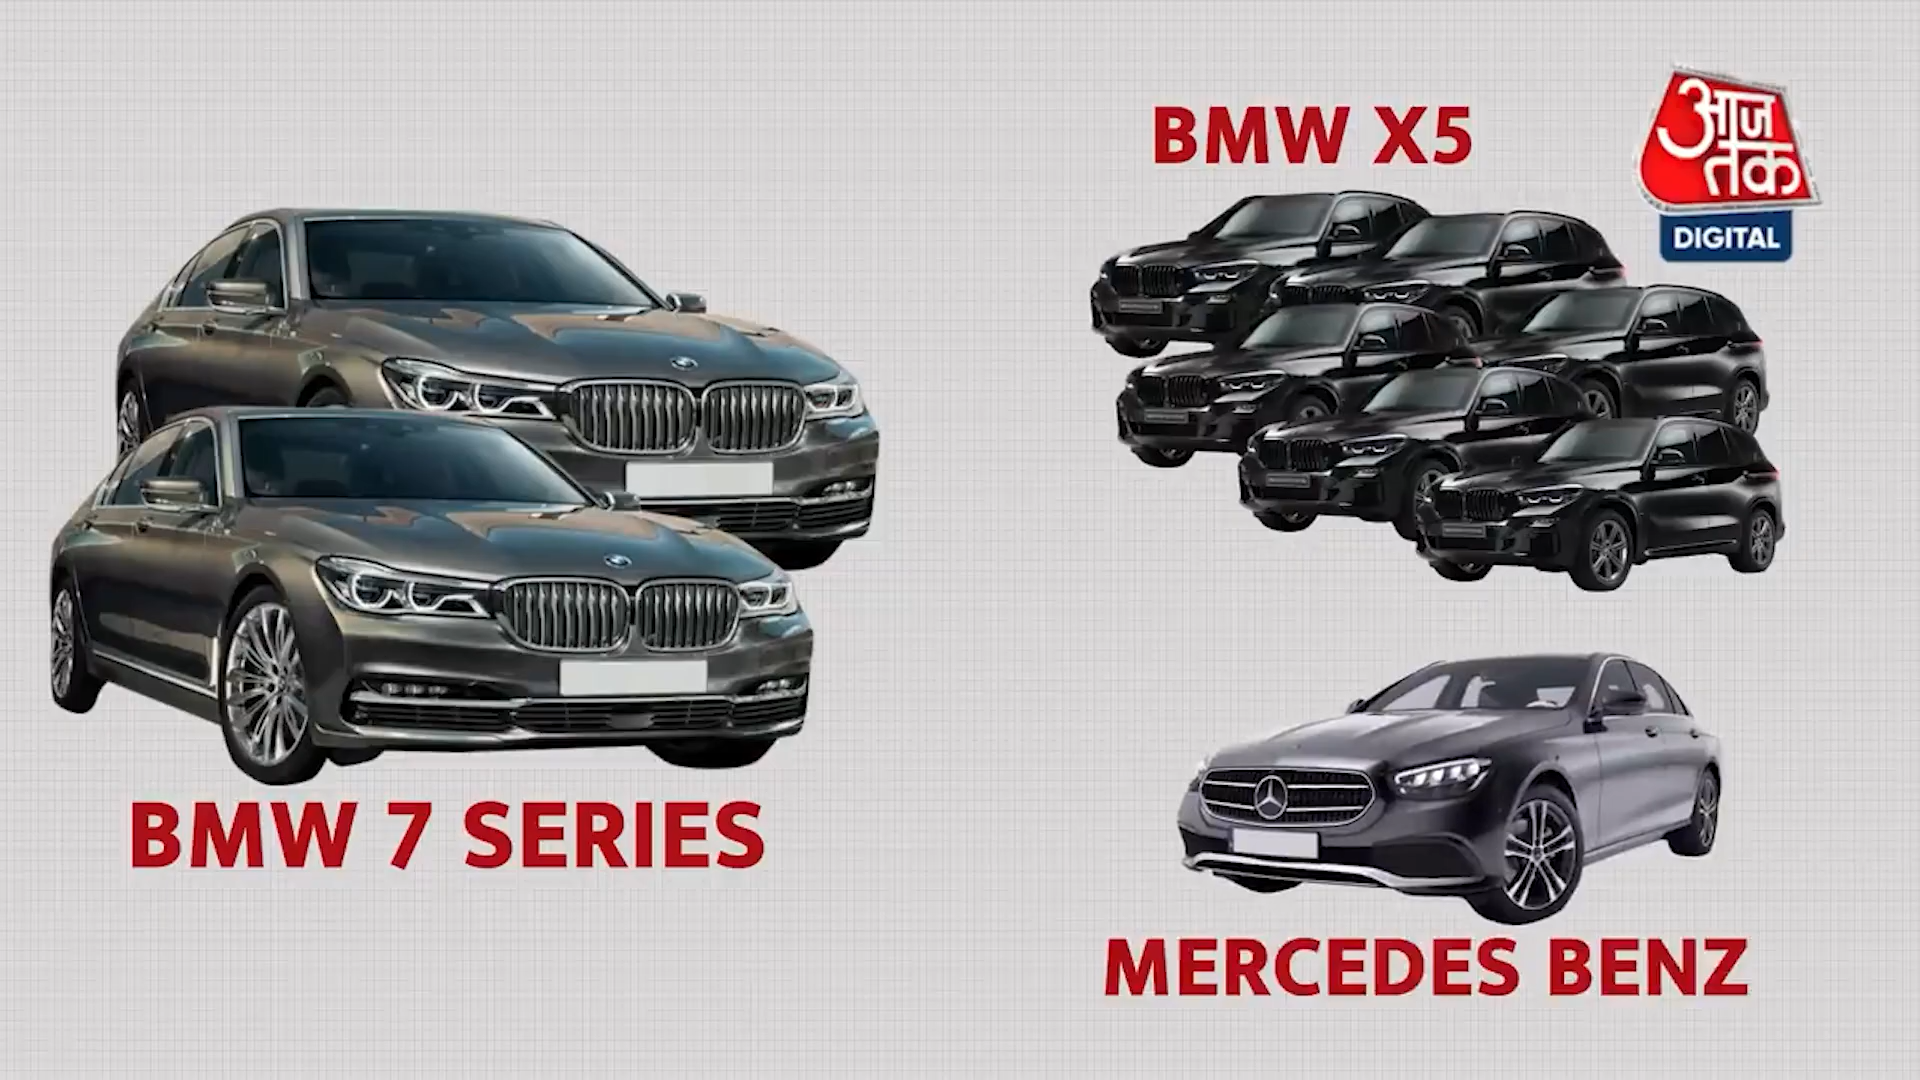 BMW X5
आज
तक
DIGITAL
BMW 7 SERIES
MERCEDES BENZ